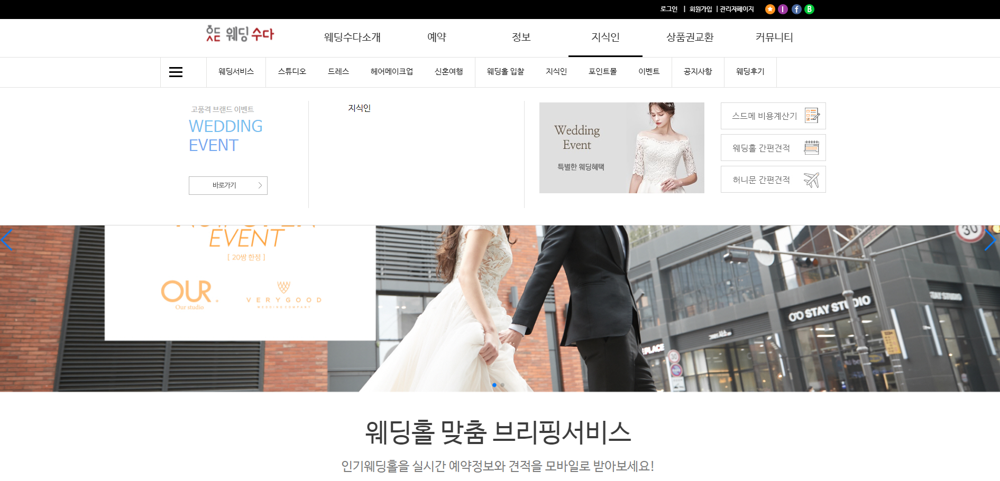 로그인 | 회원가입 | 관리자페이지
웨딩 수다
웨딩수다소개 예약 정보 지식인 상품권교환 커뮤니티
웨딩서비스 스튜디오 드레스 헤어메이크업 신혼여행 웨딩홀 입찰 지식인 포인트몰 이벤트 공지사항 웨딩후기
고품격 브랜드 이벤트
WEDDING
EVENT
바로가기
지식인
Wedding
Event
특별한 웨딩혜택
스드메 비용계산기
웨딩홀 간편견적
허니문 간편견적
EVENT
[ 20쌍 한정 ]
OUR
Our studio
VERYGOOD
WEDDING COMPANY
30
STAY STUDIO
STAY STUDIO
PLACE
웨딩홀 맞춤 브리핑서비스
인기웨딩홀을 실시간 예약정보와 견적을 모바일로 받아보세요!